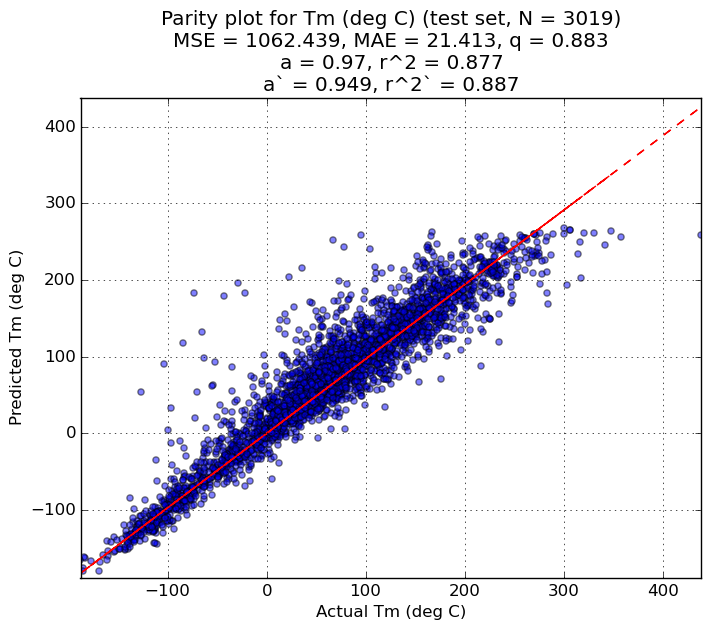 Parity plot for Tm (deg C) (test set, N = 3019)
MSE = 1062.439, MAE = 21.413, q = 0.883
a = 0.97, r^2 = 0.877
a` = 0.949, r^2` = 0.887
400
300
200
100
0
−100
Predicted Tm (deg C)
−100 0 100 200 300 400
Actual Tm (deg C)